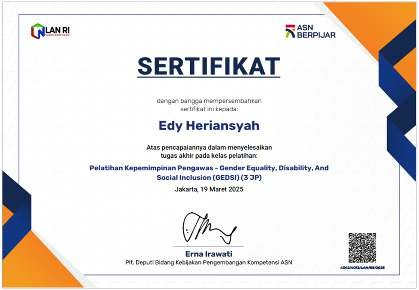 LAN RI
ASN
BERPIJAR
SERTIFIKAT
dengan bangga mempersembahkan
sertifikat ini kepada:
Edy Heriansyah
Atas pencapaiannya dalam menyelesaikan
tugas akhir pada kelas pelatihan:
Pelatihan Kepemimpinan Pengawas – Gender Equality, Disability, And
Social Inclusion (GEDSI) (3 JP)
Jakarta, 19 Maret 2025
Erna Irawati
Plt. Deputi Bidang Kebijakan Pengembangan Kompetensi ASN